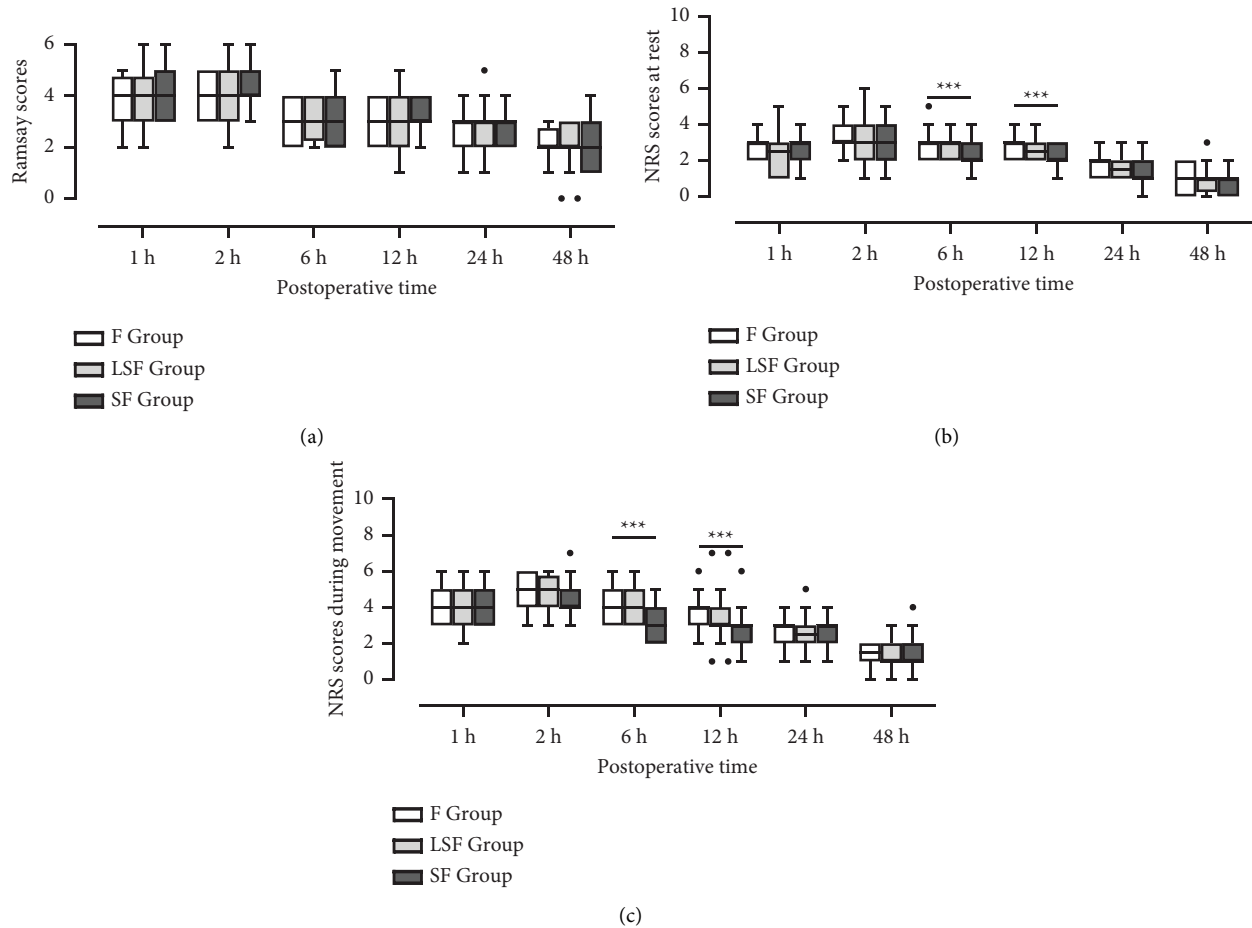 Ramsay scores
6
4
2
0
1 h 2 h 6 h 12 h 24 h 48 h
Postoperative time
F Group
LSF Group
SF Group
(a)
NRS scores at rest
10
8
6
4
2
0
***
***
1 h 2 h 6 h 12 h 24 h 48 h
Postoperative time
F Group
LSF Group
SF Group
(b)
NRS scores during movement
10
8
6
4
2
0
***
***
1 h 2 h 6 h 12 h 24 h 48 h
Postoperative time
F Group
LSF Group
SF Group
(c)